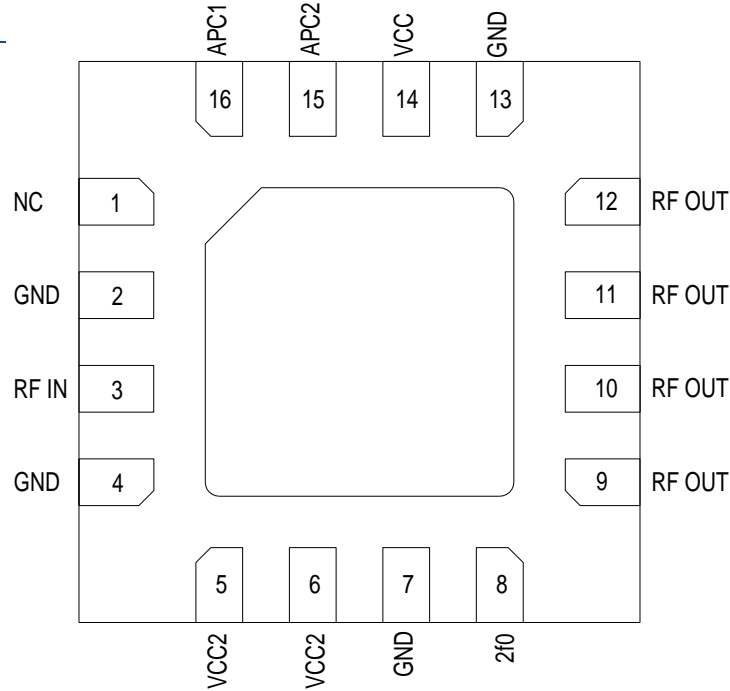 APC1 APC2 VCC GND
16 15 14 13
NC 1 12 RF OUT
GND 2 11 RF OUT
RF IN 3 10 RF OUT
GND 4 9 RF OUT
5 6 7 8
VCC2 VCC2 GND 2f0